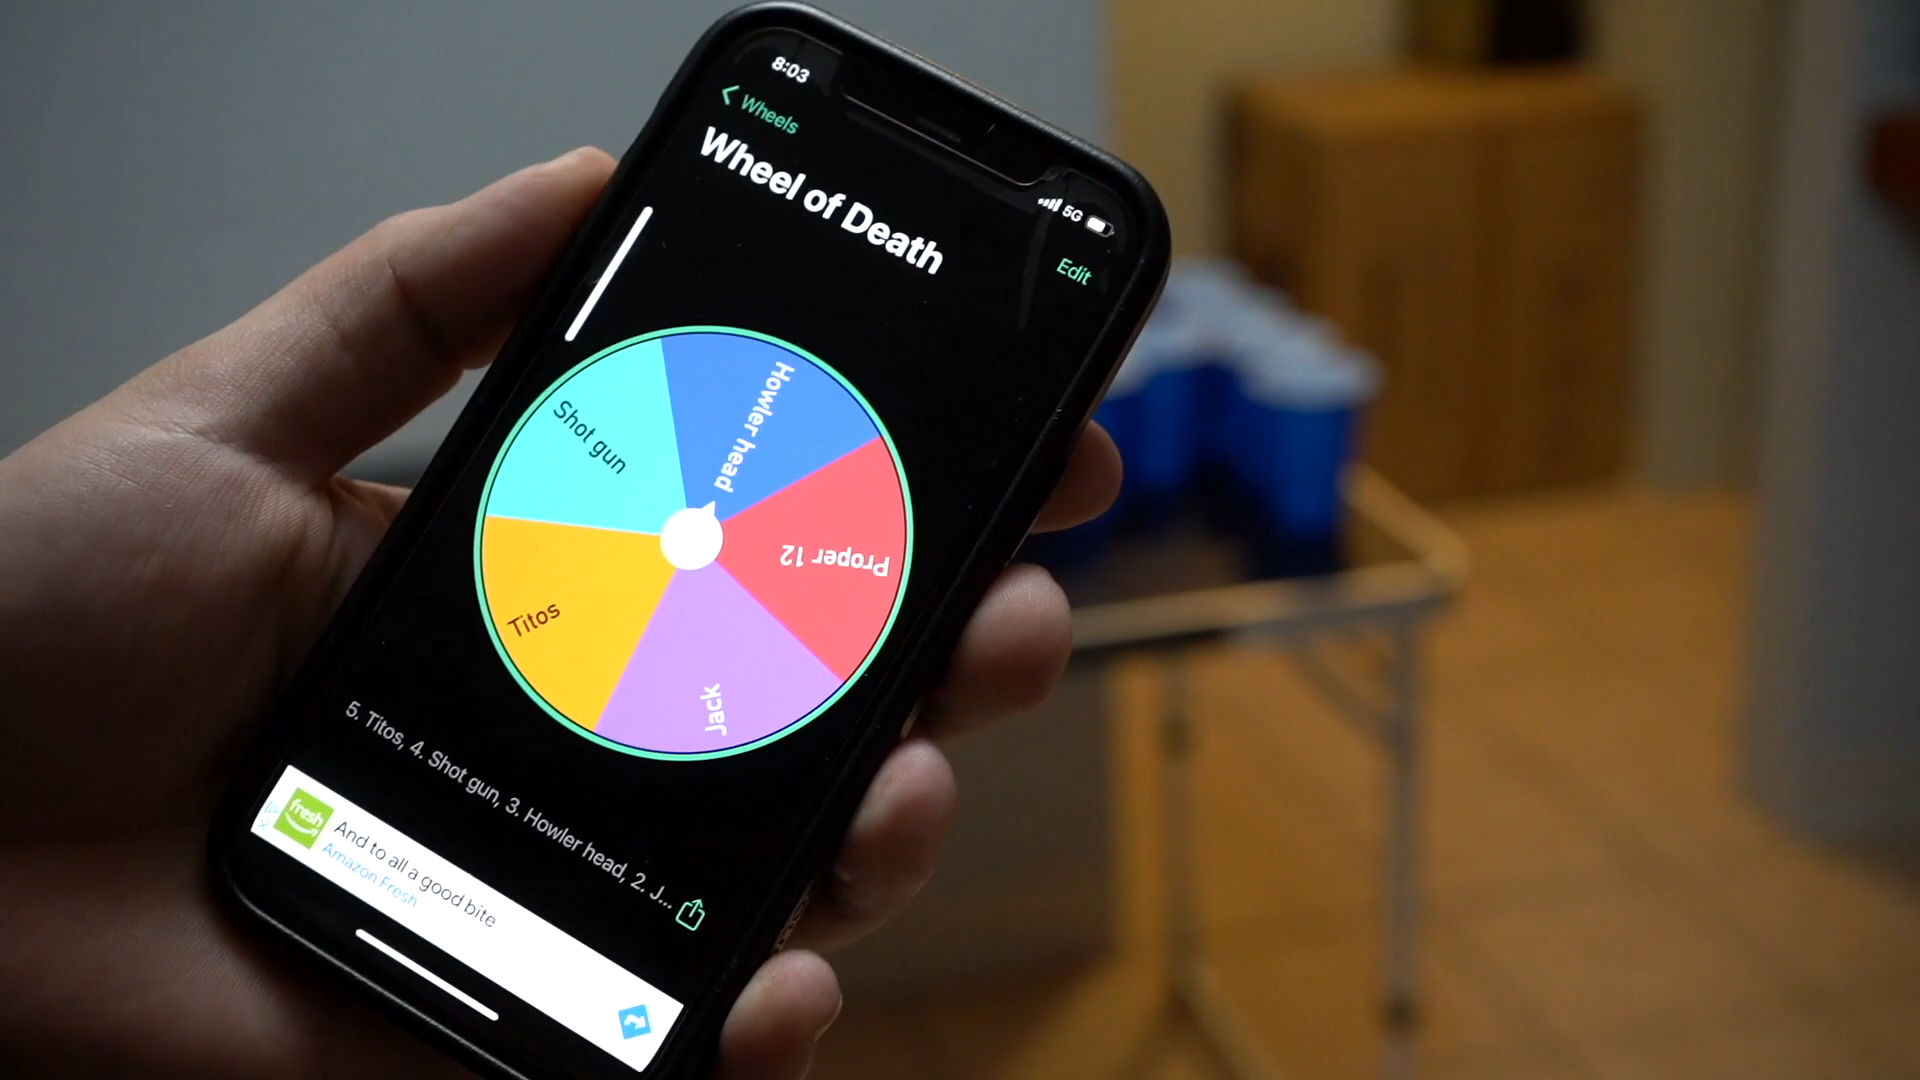 8:03
5G
Wheels
Edit
Wheel of Death
Howler head
Shot gun
Proper 12
Titos
Jack
5. Titos, 4. Shot gun, 3. Howler head, 2. J...
fresh
And to all a good bite
Amazon Fresh